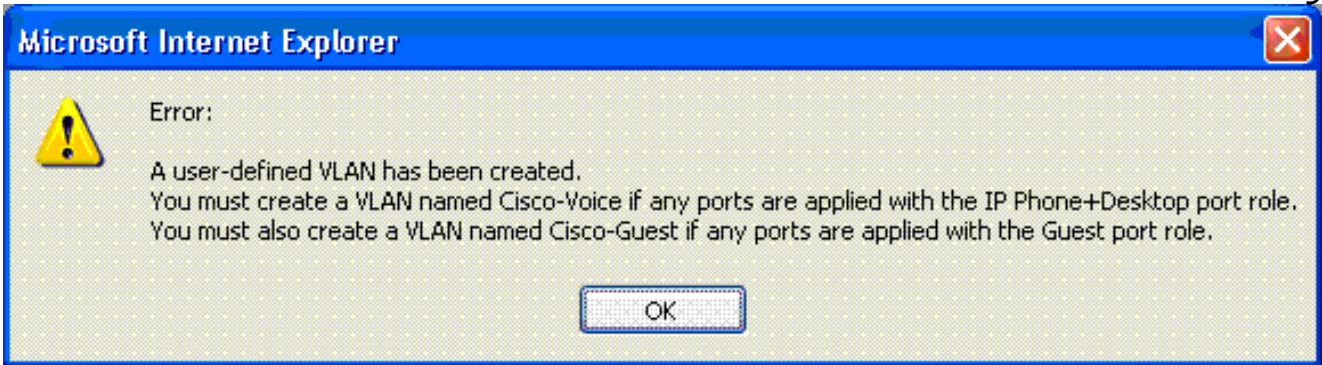 Microsoft Internet Explorer
Error:
A user-defined VLAN has been created.
You must create a VLAN named Cisco-Voice if any ports are applied with the IP Phone+Desktop port role.
You must also create a VLAN named Cisco-Guest if any ports are applied with the Guest port role.
OK